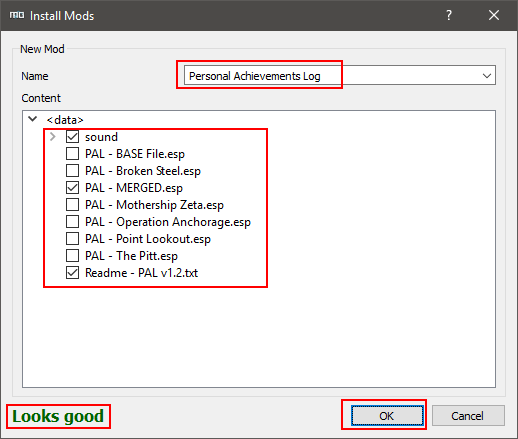 Install Mods
New Mod
Name
Personal Achievements Log
Content
<data>
sound
PAL - BASE File.esp
PAL - Broken Steel.esp
PAL - MERGED.esp
PAL - Mothership Zeta.esp
PAL - Operation Anchorage.esp
PAL - Point Lookout.esp
PAL - The Pitt.esp
Readme - PAL v1.2.txt
Looks good
OK
Cancel